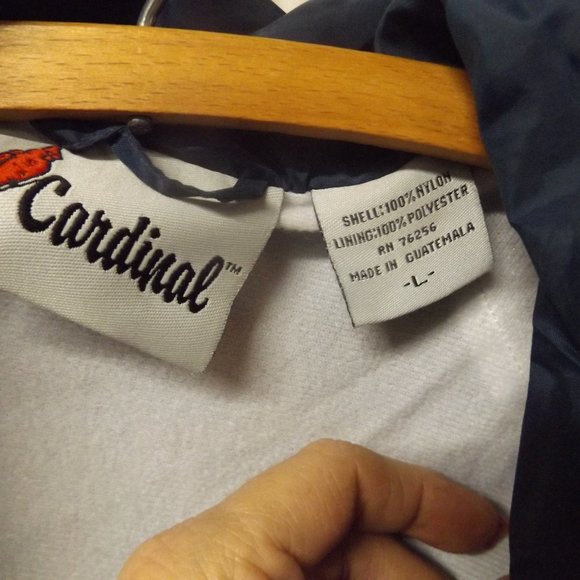 Cardinal™
SHELL:100% NYLON
LINING:100% POLYESTER
RN 76256
MADE IN GUATEMALA
-L-